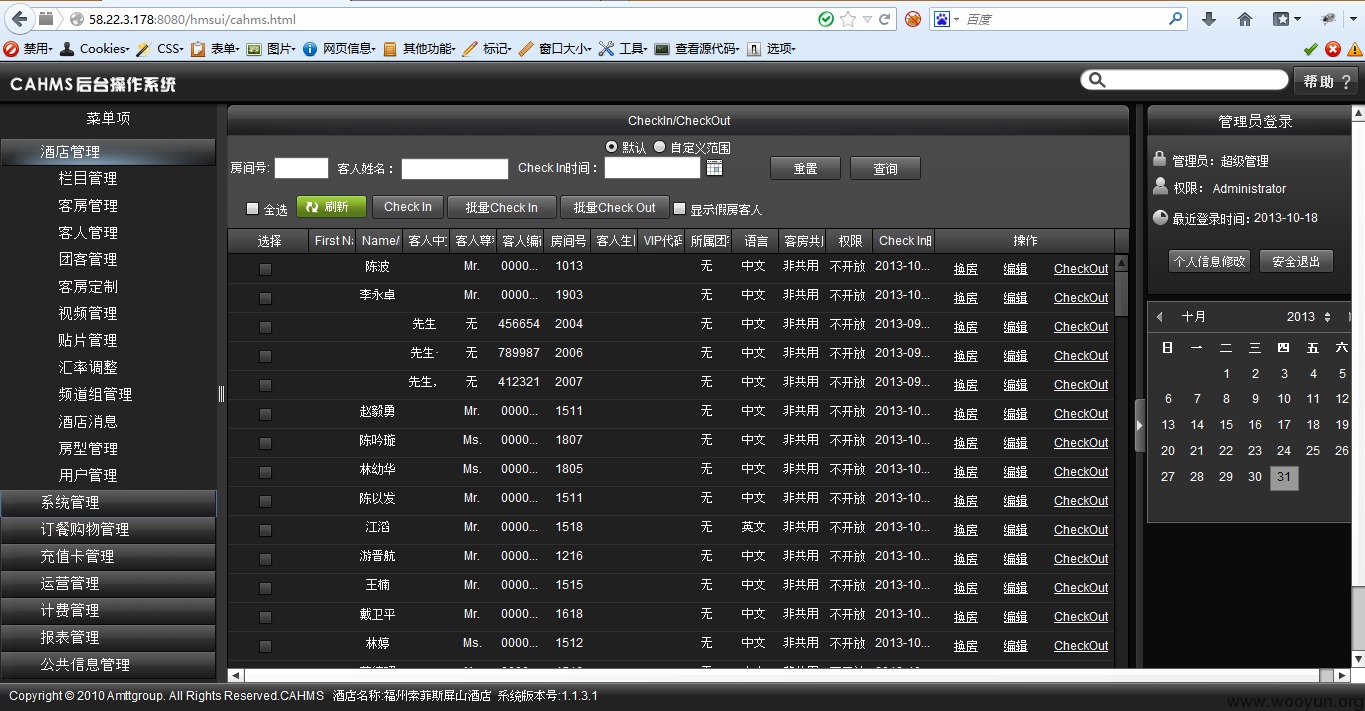 58.22.3.178:8080/hmsui/cahms.html
百度
禁用 Cookies CSS 表单 图片 网页信息 其他功能 标记 窗口大小 工具 查看源代码 选项
CAHMS后台操作系统
帮助 ?
菜单项
酒店管理
栏目管理
客房管理
客人管理
团客管理
客房定制
视频管理
贴片管理
汇率调整
频道组管理
酒店消息
房型管理
用户管理
系统管理
订餐购物管理
充值卡管理
运营管理
计费管理
报表管理
公共信息管理
CheckIn/CheckOut
默认 自定义范围
房间号: 客人姓名: Check In时间: 重置 查询
全选 刷新 Check In 批量Check In 批量Check Out 显示假房客人
选择 First Na Name/ 客人中 客人尊 客人编 房间号 客人生 VIP代码 所属团 语言 客房共 权限 Check In时 操作
陈波 Mr. 0000... 1013 无 中文 非共用 不开放 2013-10... 换房 编辑 CheckOut
李永卓 Mr. 0000... 1903 无 中文 非共用 不开放 2013-10... 换房 编辑 CheckOut
先生 无 456654 2004 无 中文 非共用 不开放 2013-09... 换房 编辑 CheckOut
先生· 无 789987 2006 无 中文 非共用 不开放 2013-09... 换房 编辑 CheckOut
先生, 无 412321 2007 无 中文 非共用 不开放 2013-09... 换房 编辑 CheckOut
赵毅勇 Mr. 0000... 1511 无 中文 非共用 不开放 2013-10... 换房 编辑 CheckOut
陈吟璇 Ms. 0000... 1807 无 中文 非共用 不开放 2013-10... 换房 编辑 CheckOut
林幼华 Ms. 0000... 1805 无 中文 非共用 不开放 2013-10... 换房 编辑 CheckOut
陈以发 Mr. 0000... 1511 无 中文 非共用 不开放 2013-10... 换房 编辑 CheckOut
江滔 Mr. 0000... 1518 无 英文 非共用 不开放 2013-10... 换房 编辑 CheckOut
游晋航 Mr. 0000... 1216 无 中文 非共用 不开放 2013-10... 换房 编辑 CheckOut
王楠 Mr. 0000... 1515 无 中文 非共用 不开放 2013-10... 换房 编辑 CheckOut
戴卫平 Mr. 0000... 1618 无 中文 非共用 不开放 2013-10... 换房 编辑 CheckOut
林婷 Ms. 0000... 1512 无 中文 非共用 不开放 2013-10... 换房 编辑 CheckOut
管理员登录
管理员: 超级管理
权限: Administrator
最近登录时间: 2013-10-18
个人信息修改 安全退出
十月 2013
日 一 二 三 四 五 六
1 2 3 4 5
6 7 8 9 10 11 12
13 14 15 16 17 18 19
20 21 22 23 24 25 26
27 28 29 30 31
Copyright © 2010 Amttgroup. All Rights Reserved.CAHMS 酒店名称:福州索菲斯屏山酒店 系统版本号:1.1.3.1
www.wooyun.org